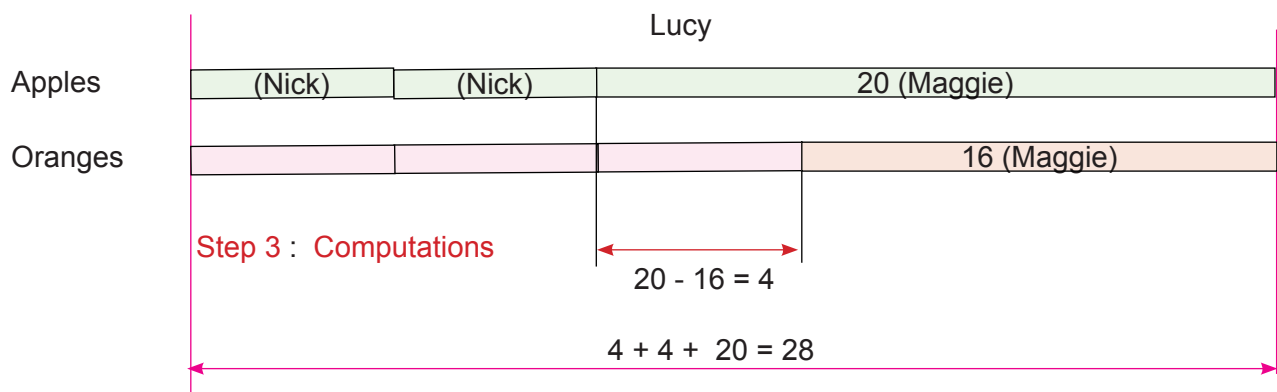 Lucy
Apples (Nick) (Nick) 20 (Maggie)
Oranges 16 (Maggie)
Step 3 : Computations
20 - 16 = 4
4 + 4 + 20 = 28